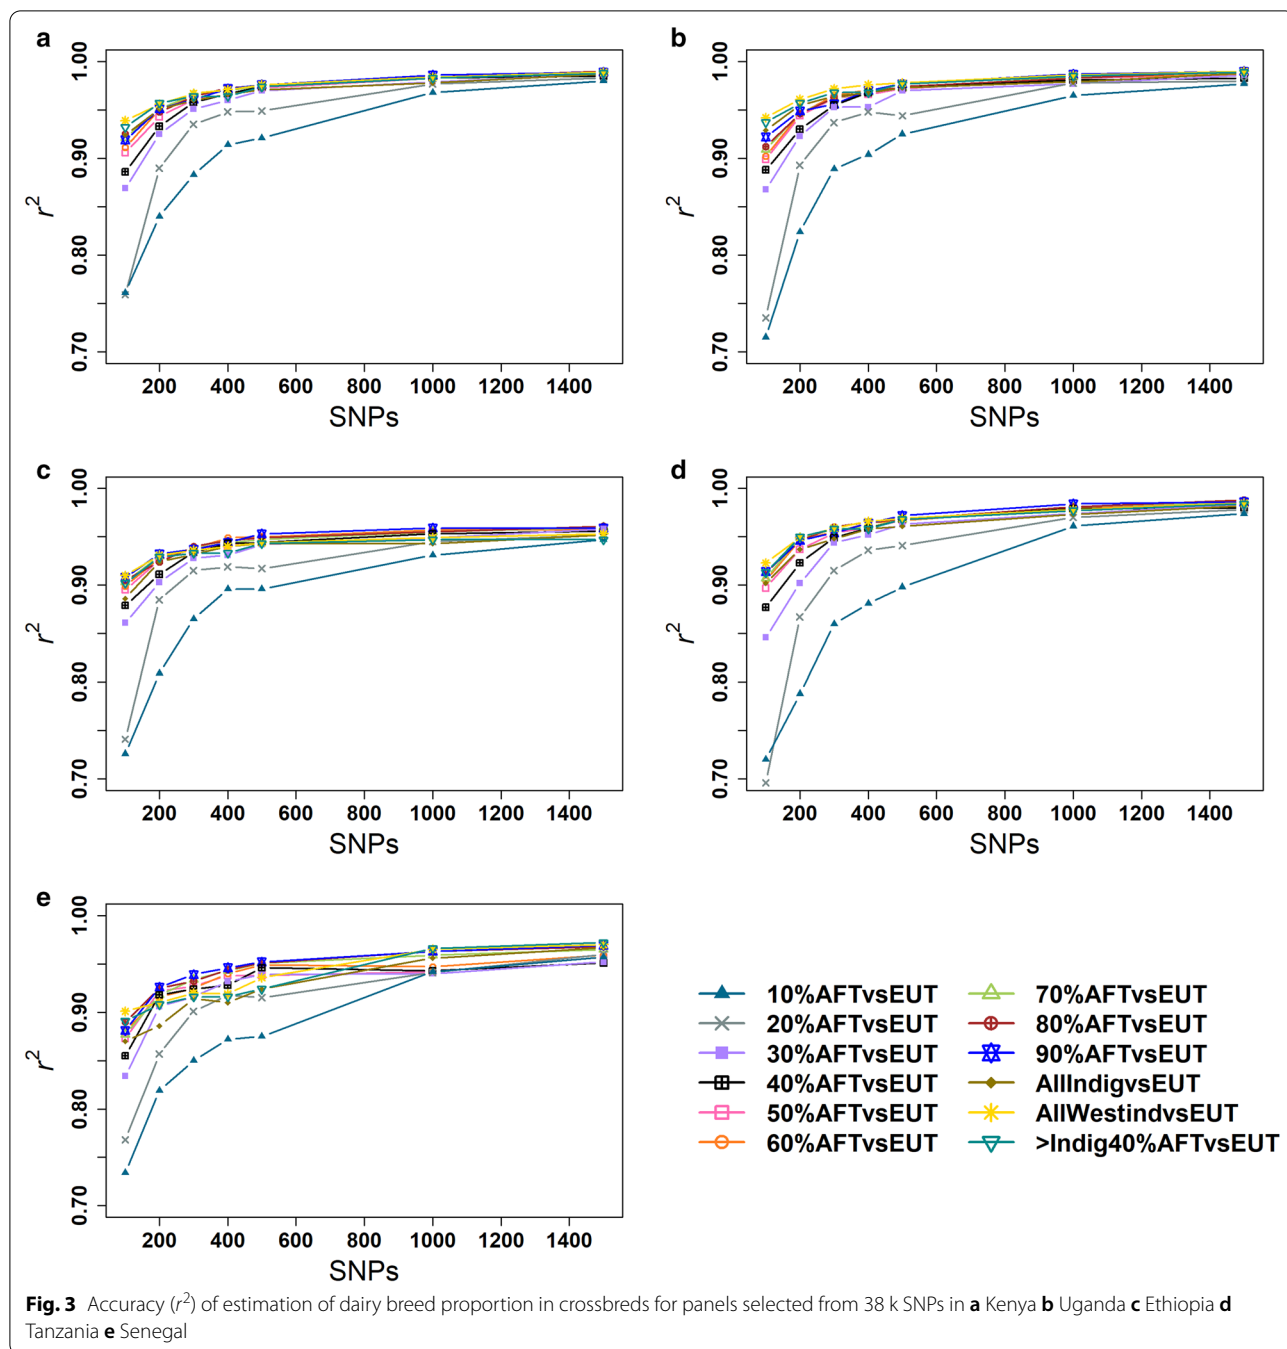 a
1.00
0.90
0.80
0.70
r²
200 400 600 800 1000 1200 1400
SNPs
b
1.00
0.90
0.80
0.70
r²
200 400 600 800 1000 1200 1400
SNPs
c
1.00
0.90
0.80
0.70
r²
200 400 600 800 1000 1200 1400
SNPs
d
1.00
0.90
0.80
0.70
r²
200 400 600 800 1000 1200 1400
SNPs
e
1.00
0.90
0.80
0.70
r²
200 400 600 800 1000 1200 1400
SNPs
10%AFTvsEUT
20%AFTvsEUT
30%AFTvsEUT
40%AFTvsEUT
50%AFTvsEUT
60%AFTvsEUT
70%AFTvsEUT
80%AFTvsEUT
90%AFTvsEUT
AllIndigvsEUT
AllWestindvsEUT
>Indig40%AFTvsEUT
Fig. 3 Accuracy (r²) of estimation of dairy breed proportion in crossbreds for panels selected from 38 k SNPs in a Kenya b Uganda c Ethiopia d
Tanzania e Senegal